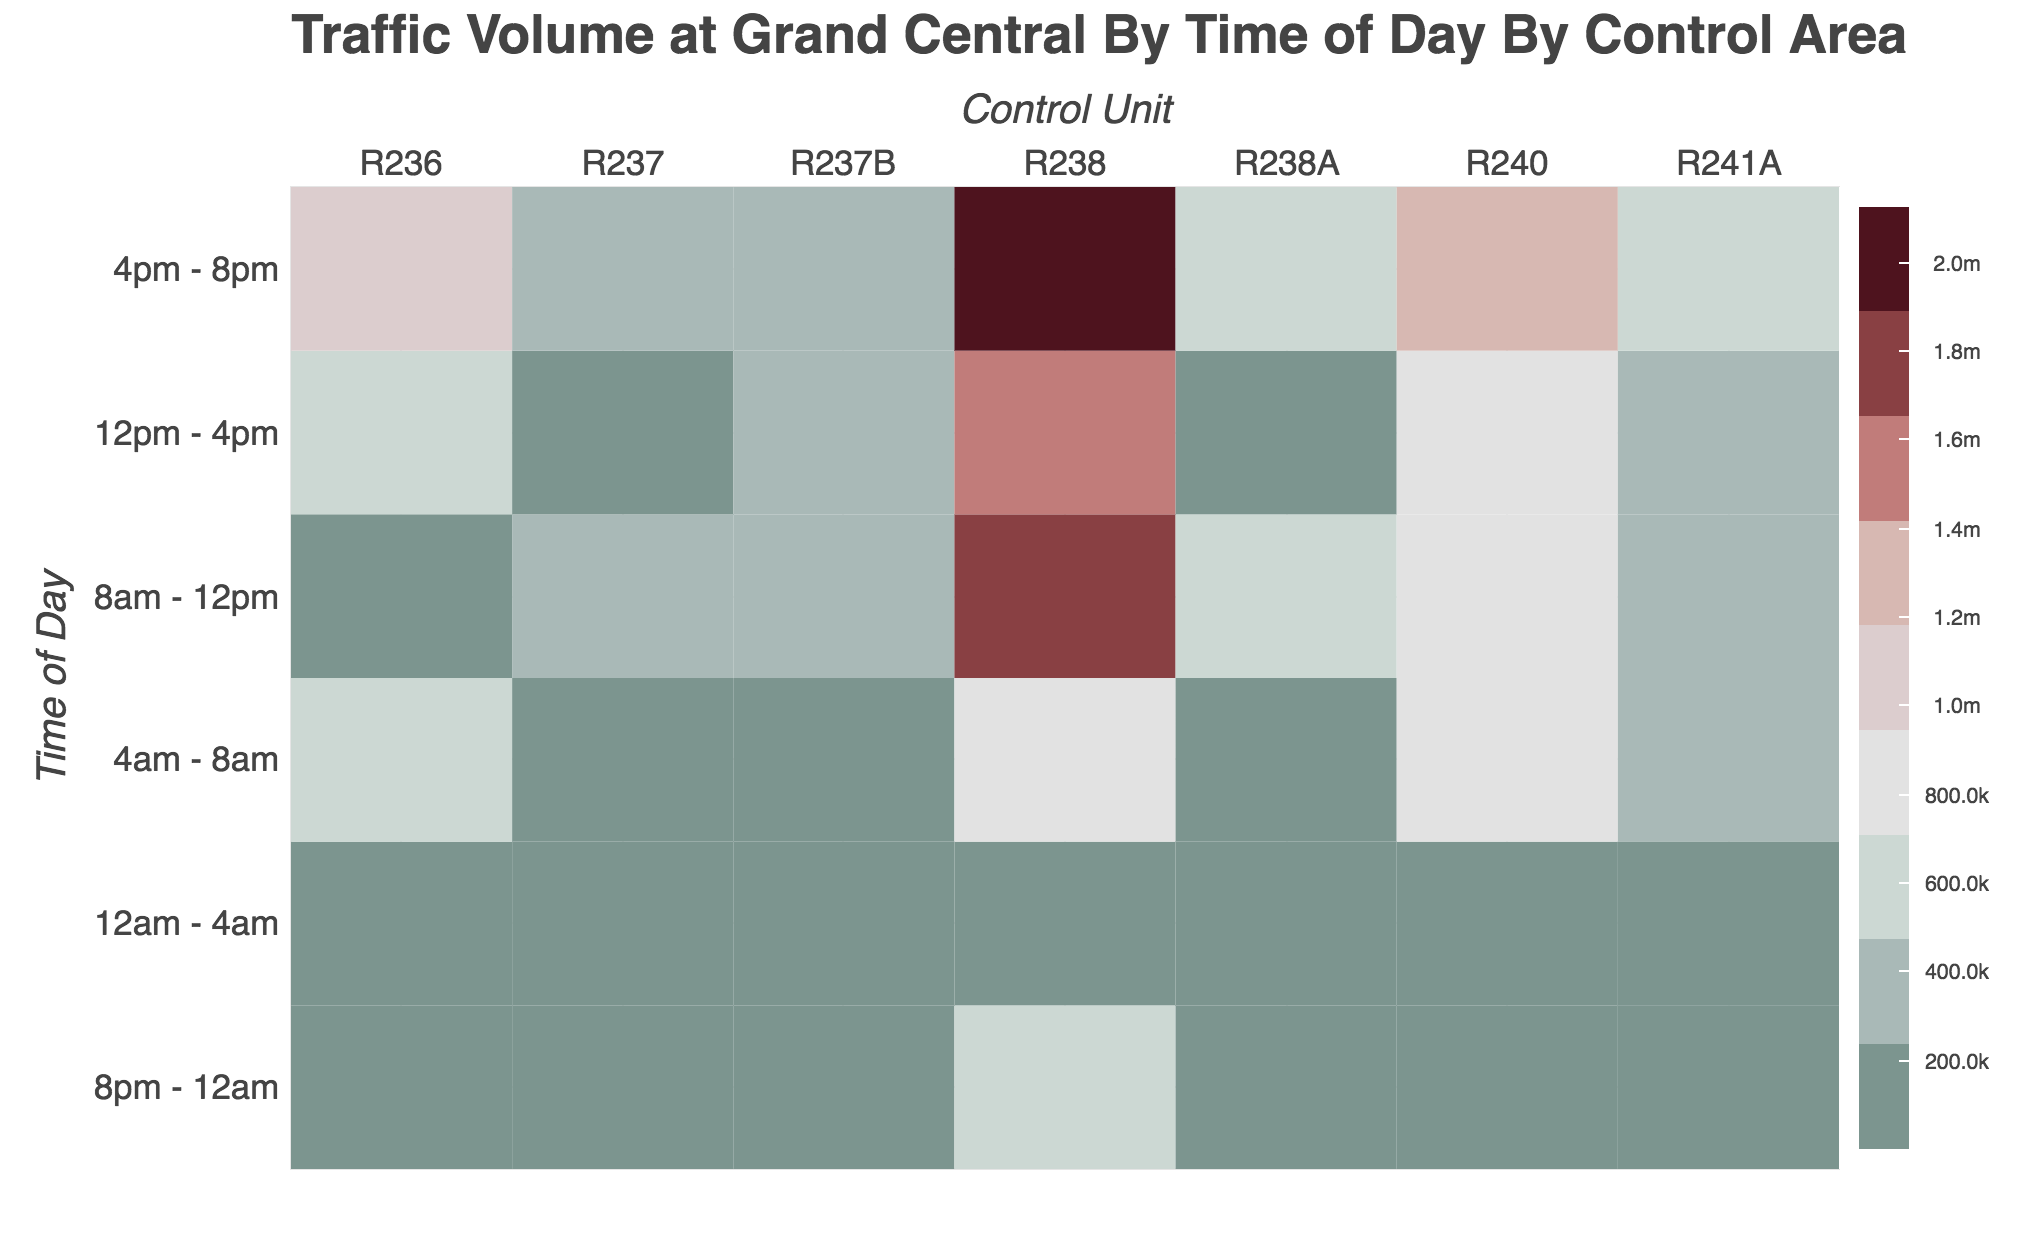 Traffic Volume at Grand Central By Time of Day By Control Area
Control Unit
R236 R237 R237B R238 R238A R240 R241A
Time of Day
4pm - 8pm
12pm - 4pm
8am - 12pm
4am - 8am
12am - 4am
8pm - 12am
2.0m
1.8m
1.6m
1.4m
1.2m
1.0m
800.0k
600.0k
400.0k
200.0k